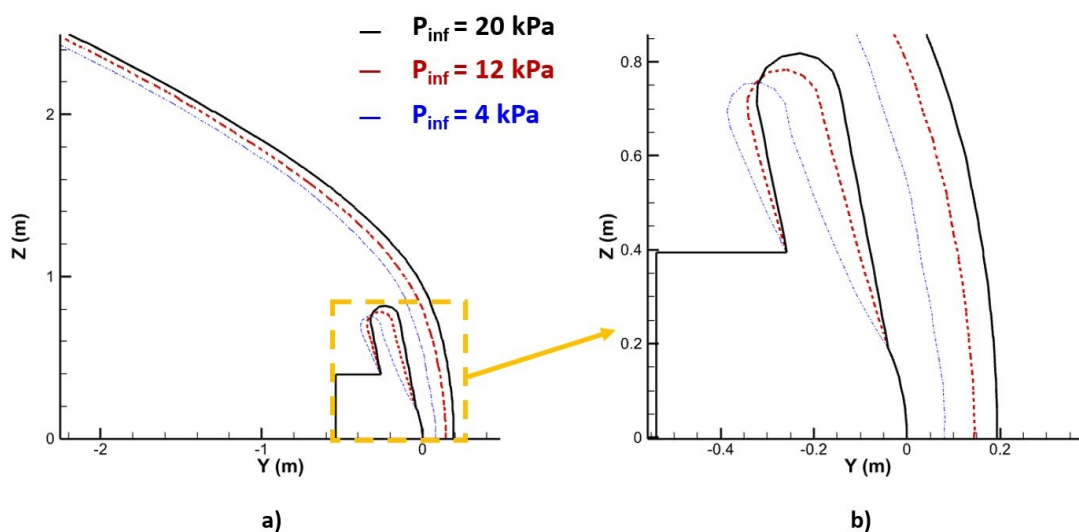 — P_inf = 20 kPa
— P_inf = 12 kPa
— P_inf = 4 kPa
Z (m)
2
1
0
-2
-1
0
Y (m)
Z (m)
0.8
0.6
0.4
0.2
0
-0.4
-0.2
0
0.2
Y (m)
a)
b)